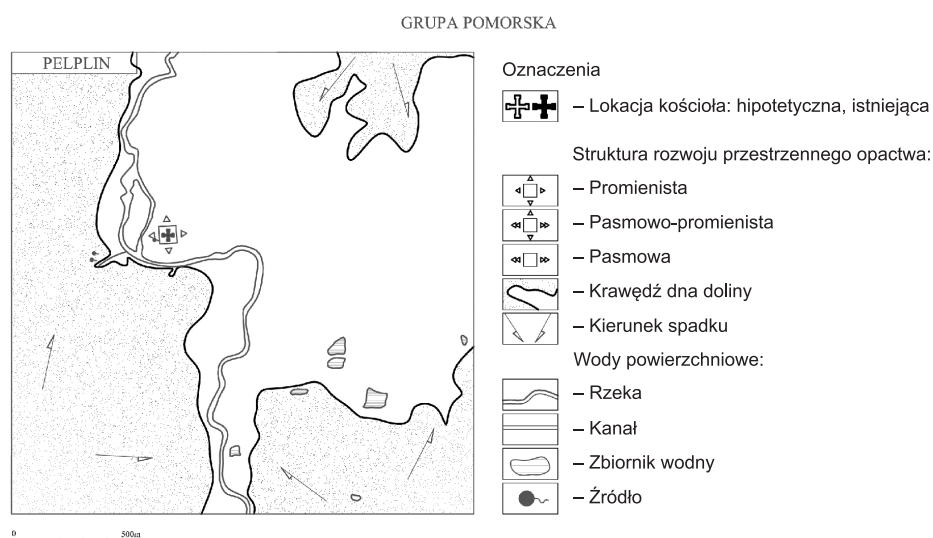 GRUPA POMORSKA
PELPLIN
Oznaczenia
– Lokacja kościoła: hipotetyczna, istniejąca
Struktura rozwoju przestrzennego opactwa:
– Promienista
– Pasmowo-promienista
– Pasmowa
– Krawędź dna doliny
– Kierunek spadku
Wody powierzchniowe:
– Rzeka
– Kanał
– Zbiornik wodny
– Źródło
0 500m